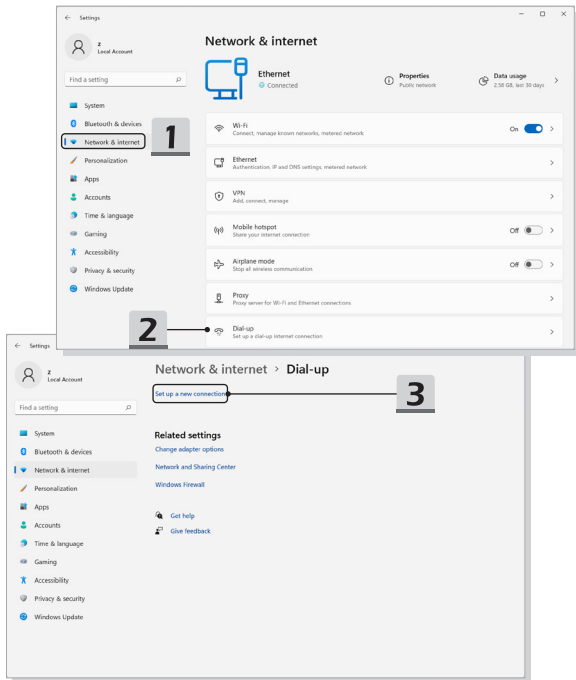 Settings
z
Local Account
Find a setting
System
Bluetooth & devices
Network & internet
Personalization
Apps
Accounts
Time & language
Gaming
Accessibility
Privacy & security
Windows Update
1
Network & internet
Ethernet
Connected
Properties
Public network
Data usage
2.58 GB, last 30 days
Wi-Fi
Connect, manage known networks, metered network
On
Ethernet
Authentication, IP and DNS settings, metered network
VPN
Add, connect, manage
Mobile hotspot
Share your internet connection
Off
Airplane mode
Stop all wireless communication
Off
Proxy
Proxy server for Wi-Fi and Ethernet connections
2
Dial-up
Set up a dial-up internet connection
Settings
z
Local Account
Find a setting
System
Bluetooth & devices
Network & internet
Personalization
Apps
Accounts
Time & language
Gaming
Accessibility
Privacy & security
Windows Update
Network & internet > Dial-up
Set up a new connection
3
Related settings
Change adapter options
Network and Sharing Center
Windows Firewall
Get help
Give feedback